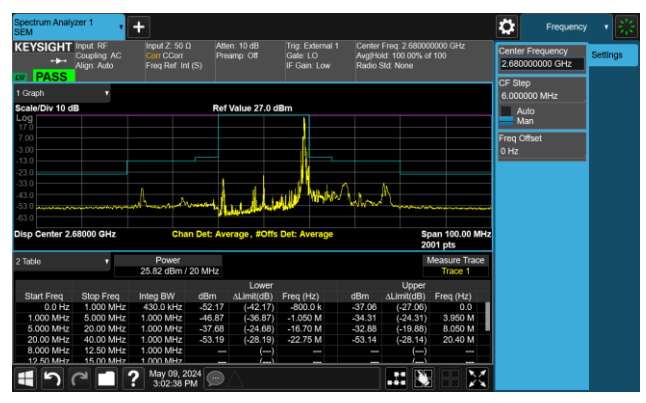 Spectrum Analyzer 1
SEM
Frequency
KEYSIGHT
Input: RF
Coupling: AC
Align: Auto
Input Z: 50 Ω
Corr CCorr
Freq Ref: Int (S)
Atten: 10 dB
Preamp: Off
Trig: External 1
Gate: LO
IF Gain: Low
Center Freq: 2.680000000 GHz
Avg|Hold: 100.00% of 100
Radio Std: None
LW PASS
Center Frequency
2.680000000 GHz
Settings
CF Step
6.000000 MHz
Auto
Man
Freq Offset
0 Hz
1 Graph
Scale/Div 10 dB
Ref Value 27.0 dBm
Log
17.0
7.00
-3.00
-13.0
-23.0
-33.0
-43.0
-53.0
-63.0
Disp Center 2.68000 GHz
Chan Det: Average, #Offs Det: Average
Span 100.00 MHz
2001 pts
2 Table
Power
25.82 dBm / 20 MHz
Measure Trace
Trace 1
Lower Upper
Start Freq Stop Freq Integ BW dBm ΔLimit(dB) Freq (Hz) dBm ΔLimit(dB) Freq (Hz)
0.0 Hz 1.000 MHz 430.0 kHz -52.17 (-42.17) -800.0 k -37.06 (-27.06) 0.0
1.000 MHz 5.000 MHz 1.000 MHz -46.87 (-36.87) -1.050 M -34.31 (-24.31) 3.950 M
5.000 MHz 20.00 MHz 1.000 MHz -37.68 (-24.68) -16.70 M -32.88 (-19.88) 8.050 M
20.00 MHz 40.00 MHz 1.000 MHz -53.19 (-28.19) -22.75 M -53.14 (-28.14) 20.40 M
8.000 MHz 12.50 MHz 1.000 MHz --- (---) --- (---)
12.50 MHz 15.00 MHz 1.000 MHz --- (---) --- (---)
?
May 09, 2024
3:02:38 PM